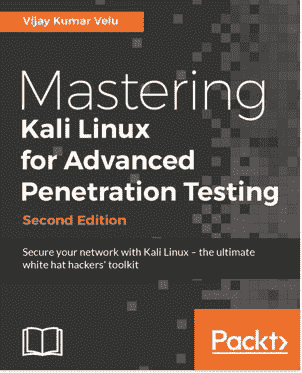 Vijay Kumar Velu
Mastering
Kali Linux
for Advanced
Penetration Testing
Second Edition
Secure your network with Kali Linux – the ultimate
white hat hackers' toolkit
Packt>